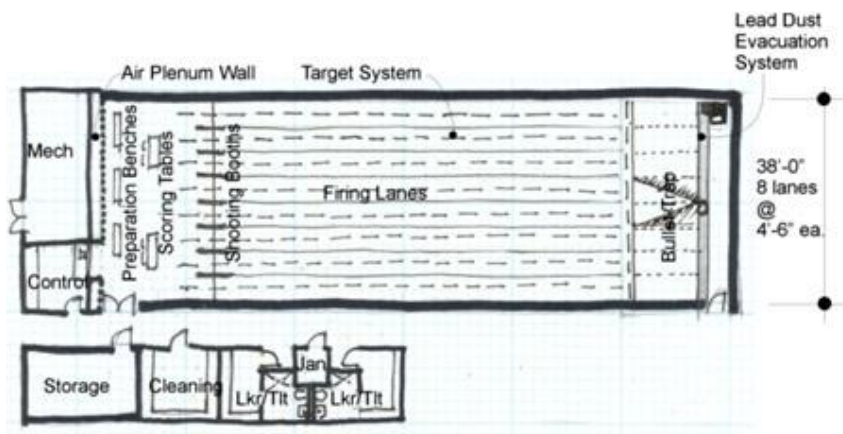 Lead Dust
Evacuation
System
Air Plenum Wall
Target System
Mech
Preparation Benches
Scoring Tables
Shooting Booths
Firing Lanes
Bullet Trap
38'-0"
8 lanes
@
4'-6" ea.
Control
Storage
Cleaning
Lkr/Tlt
Jan
Lkr/Tlt